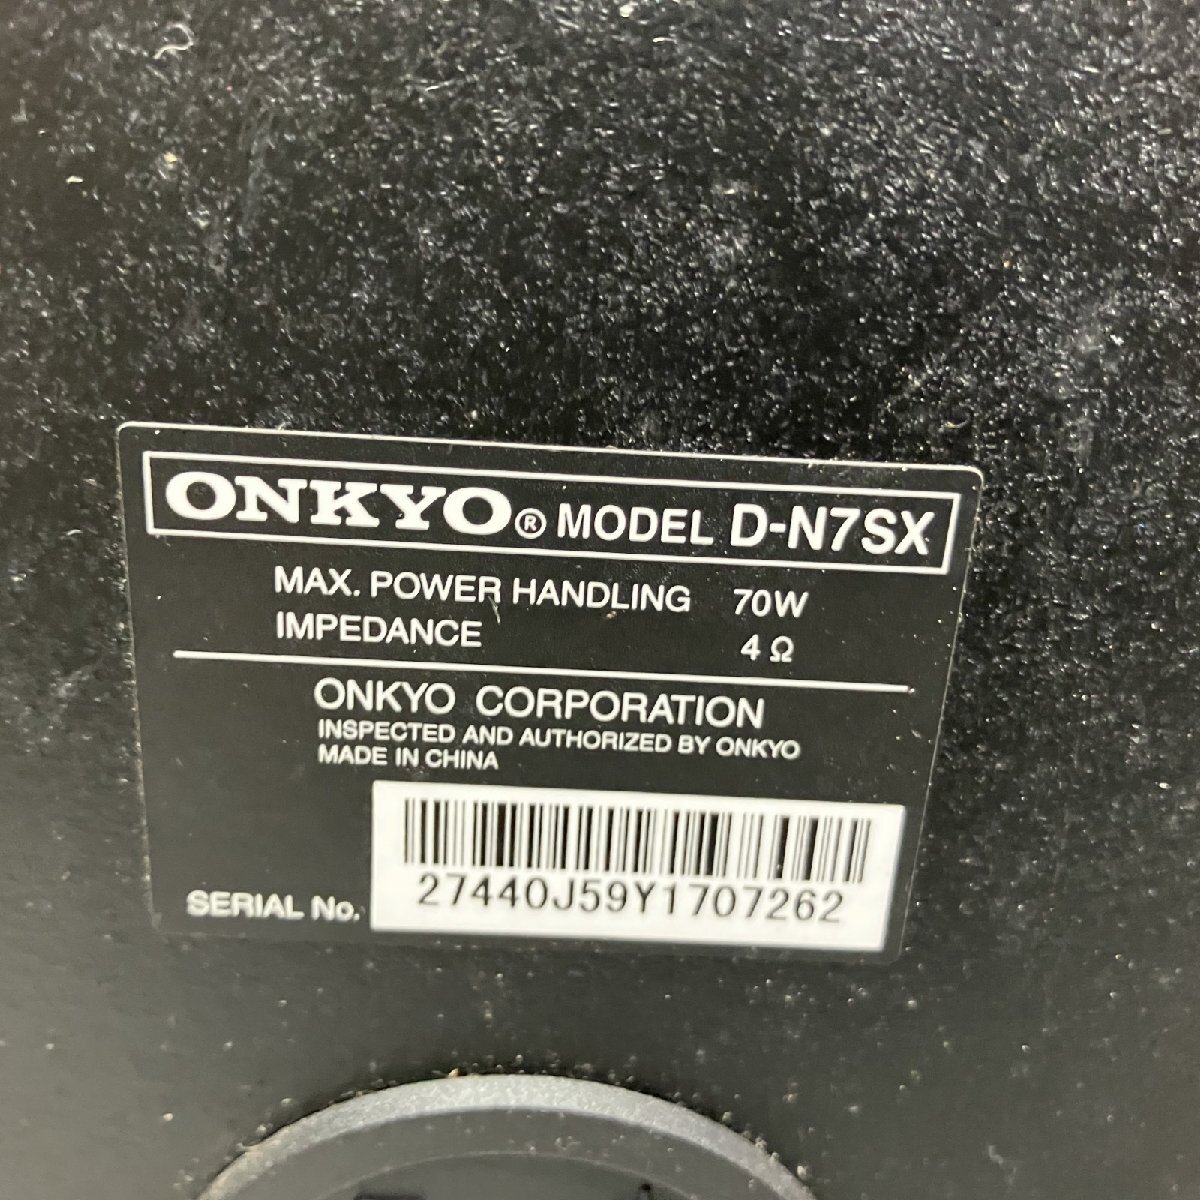 ONKYO® MODEL D-N7SX
MAX. POWER HANDLING 70W
IMPEDANCE 4 Ω
ONKYO CORPORATION
INSPECTED AND AUTHORIZED BY ONKYO
MADE IN CHINA
SERIAL No. 27440J59Y1707262